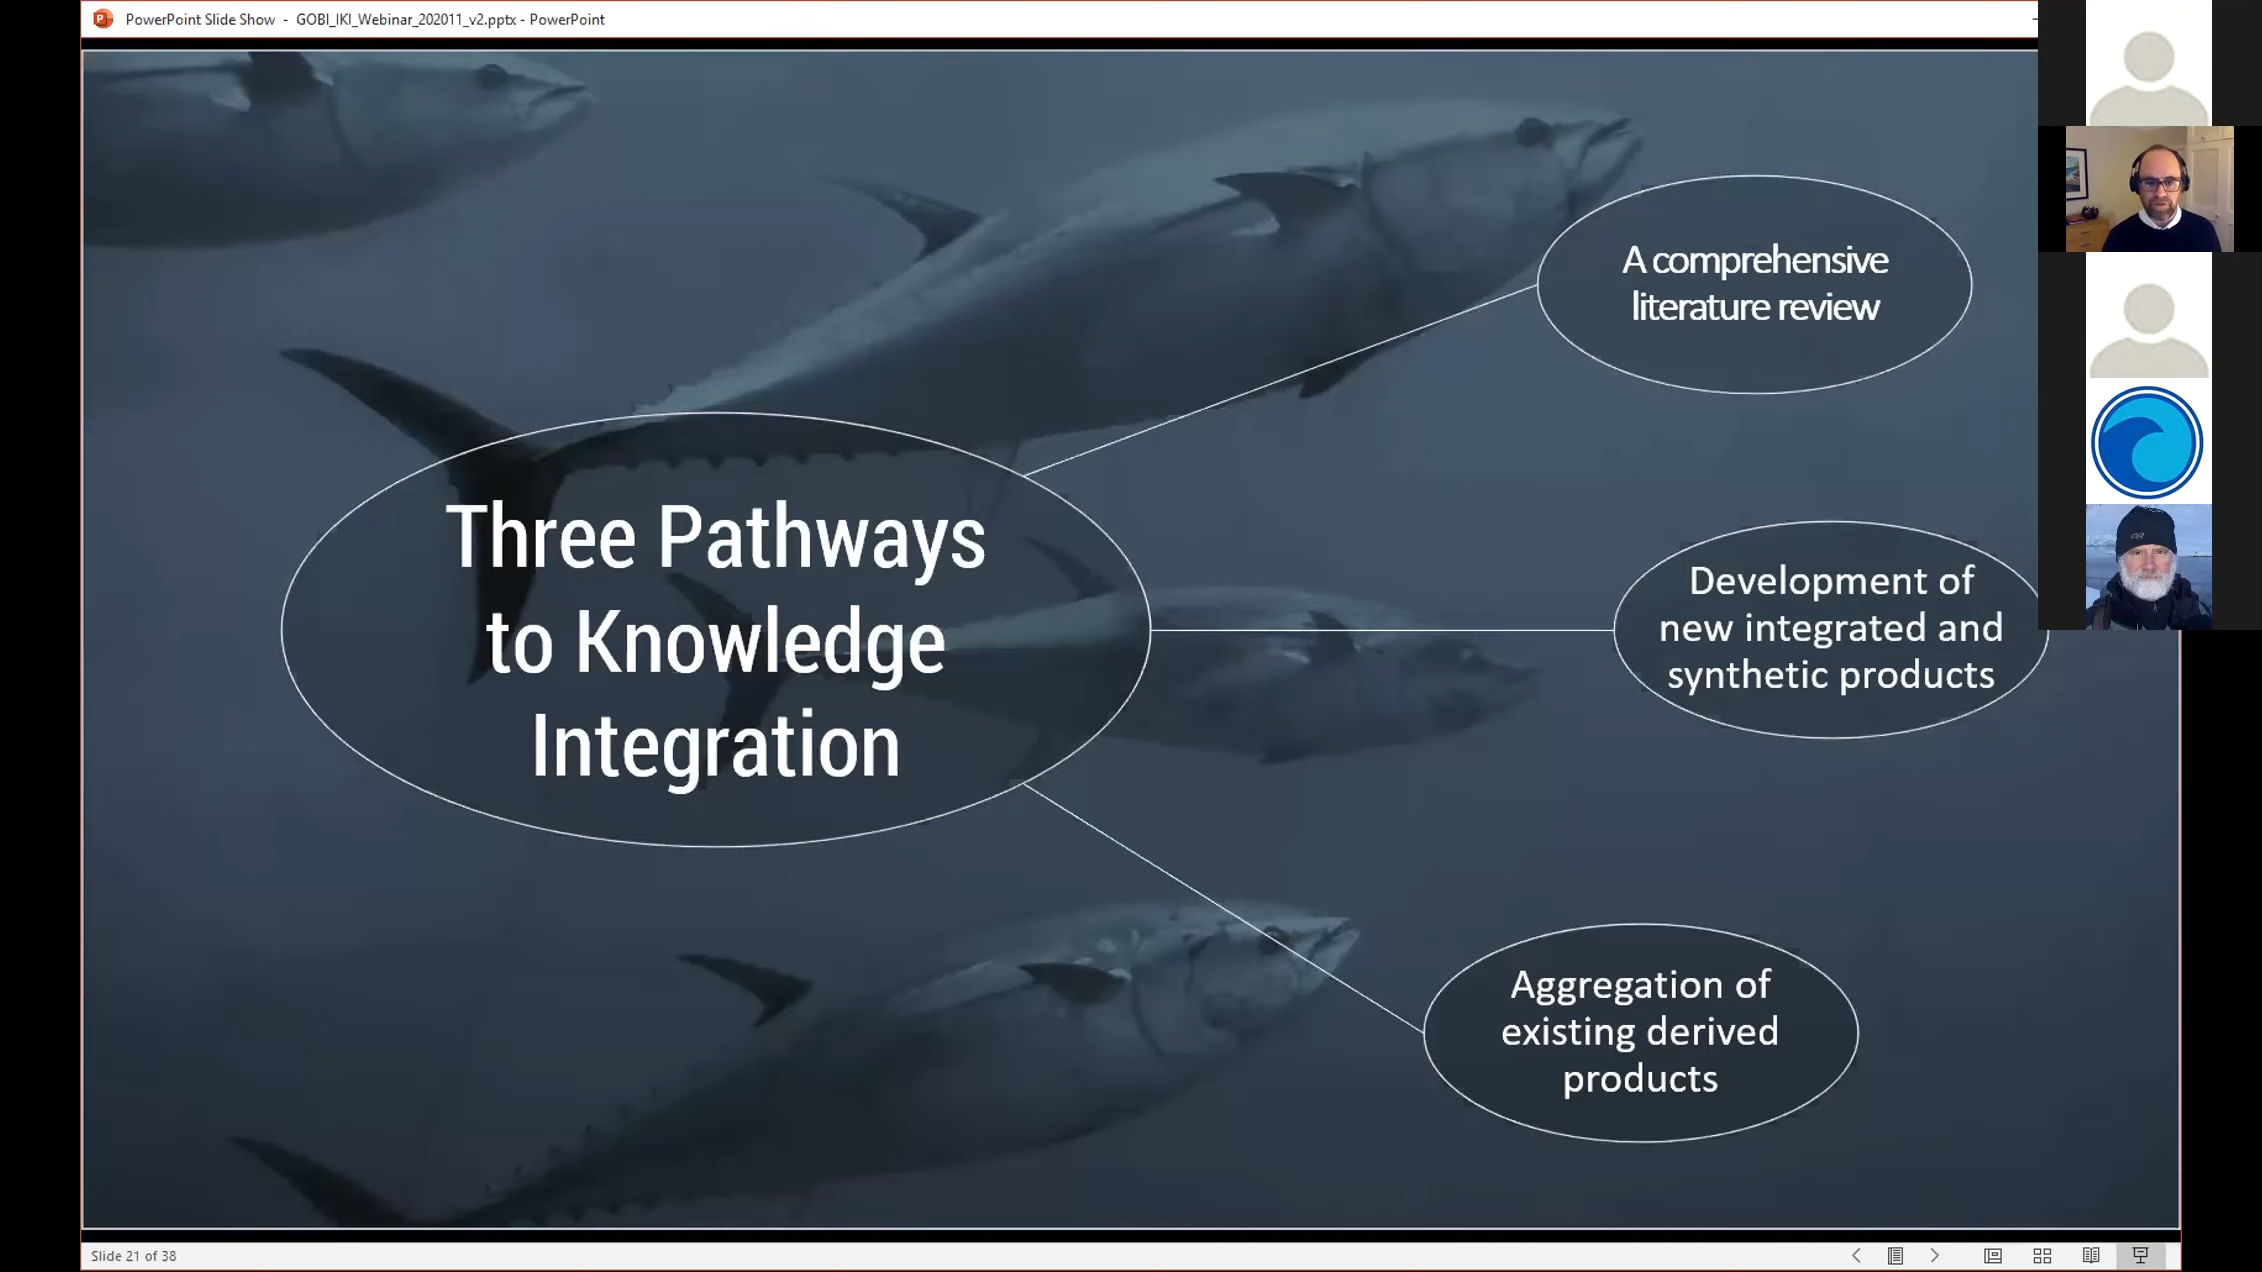 PowerPoint Slide Show - GOBI_IKI_Webinar_202011_v2.pptx - PowerPoint
A comprehensive
literature review
Three Pathways
to Knowledge
Integration
Development of
new integrated and
synthetic products
Aggregation of
existing derived
products
Slide 21 of 38
OR